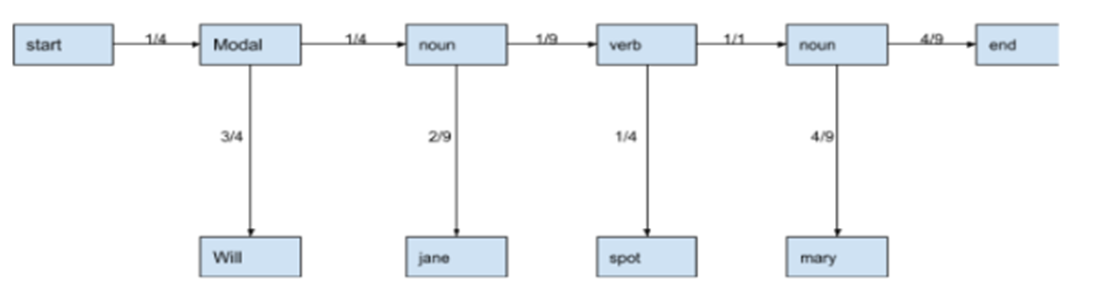 start 1/4 Modal 1/4 noun 1/9 verb 1/1 noun 4/9 end
3/4 2/9 1/4 4/9
Will jane spot mary